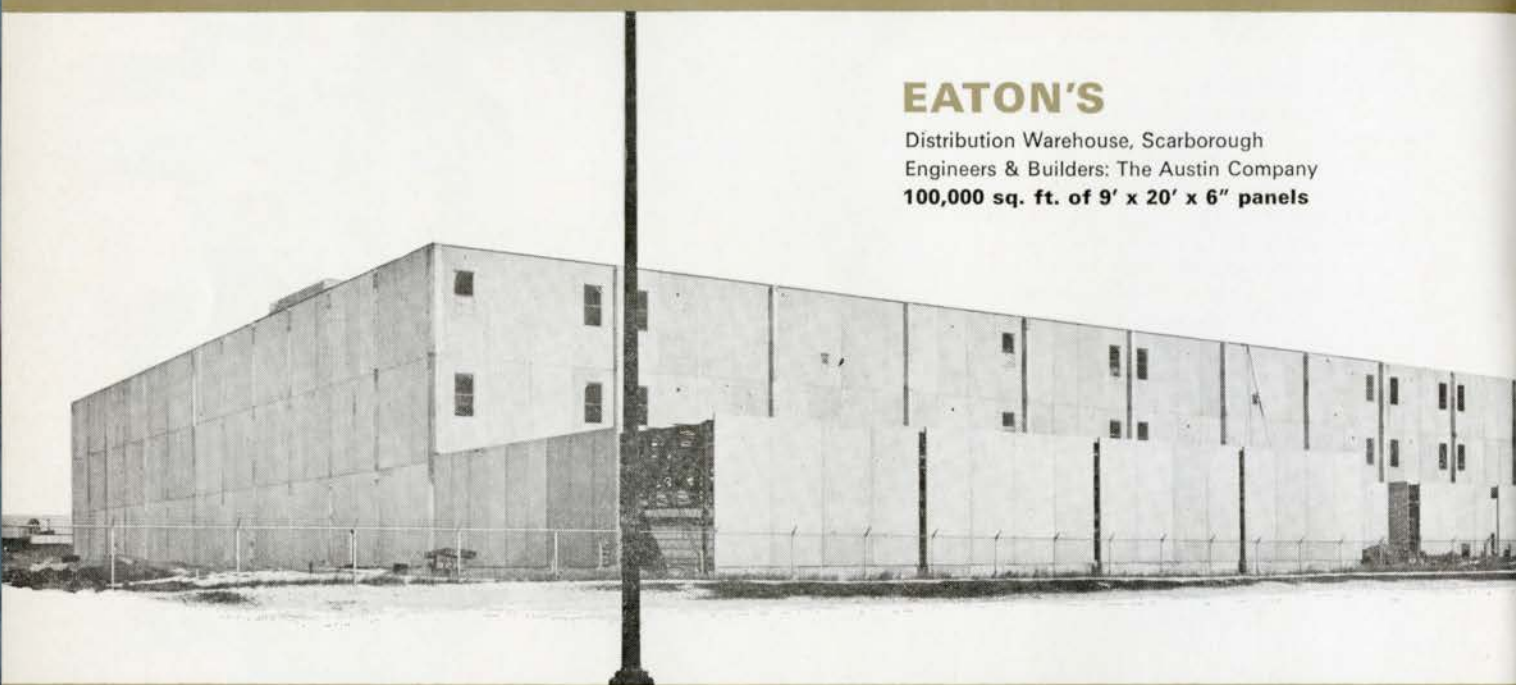 EATON'S
Distribution Warehouse, Scarborough
Engineers & Builders: The Austin Company
100,000 sq. ft. of 9' x 20' x 6" panels